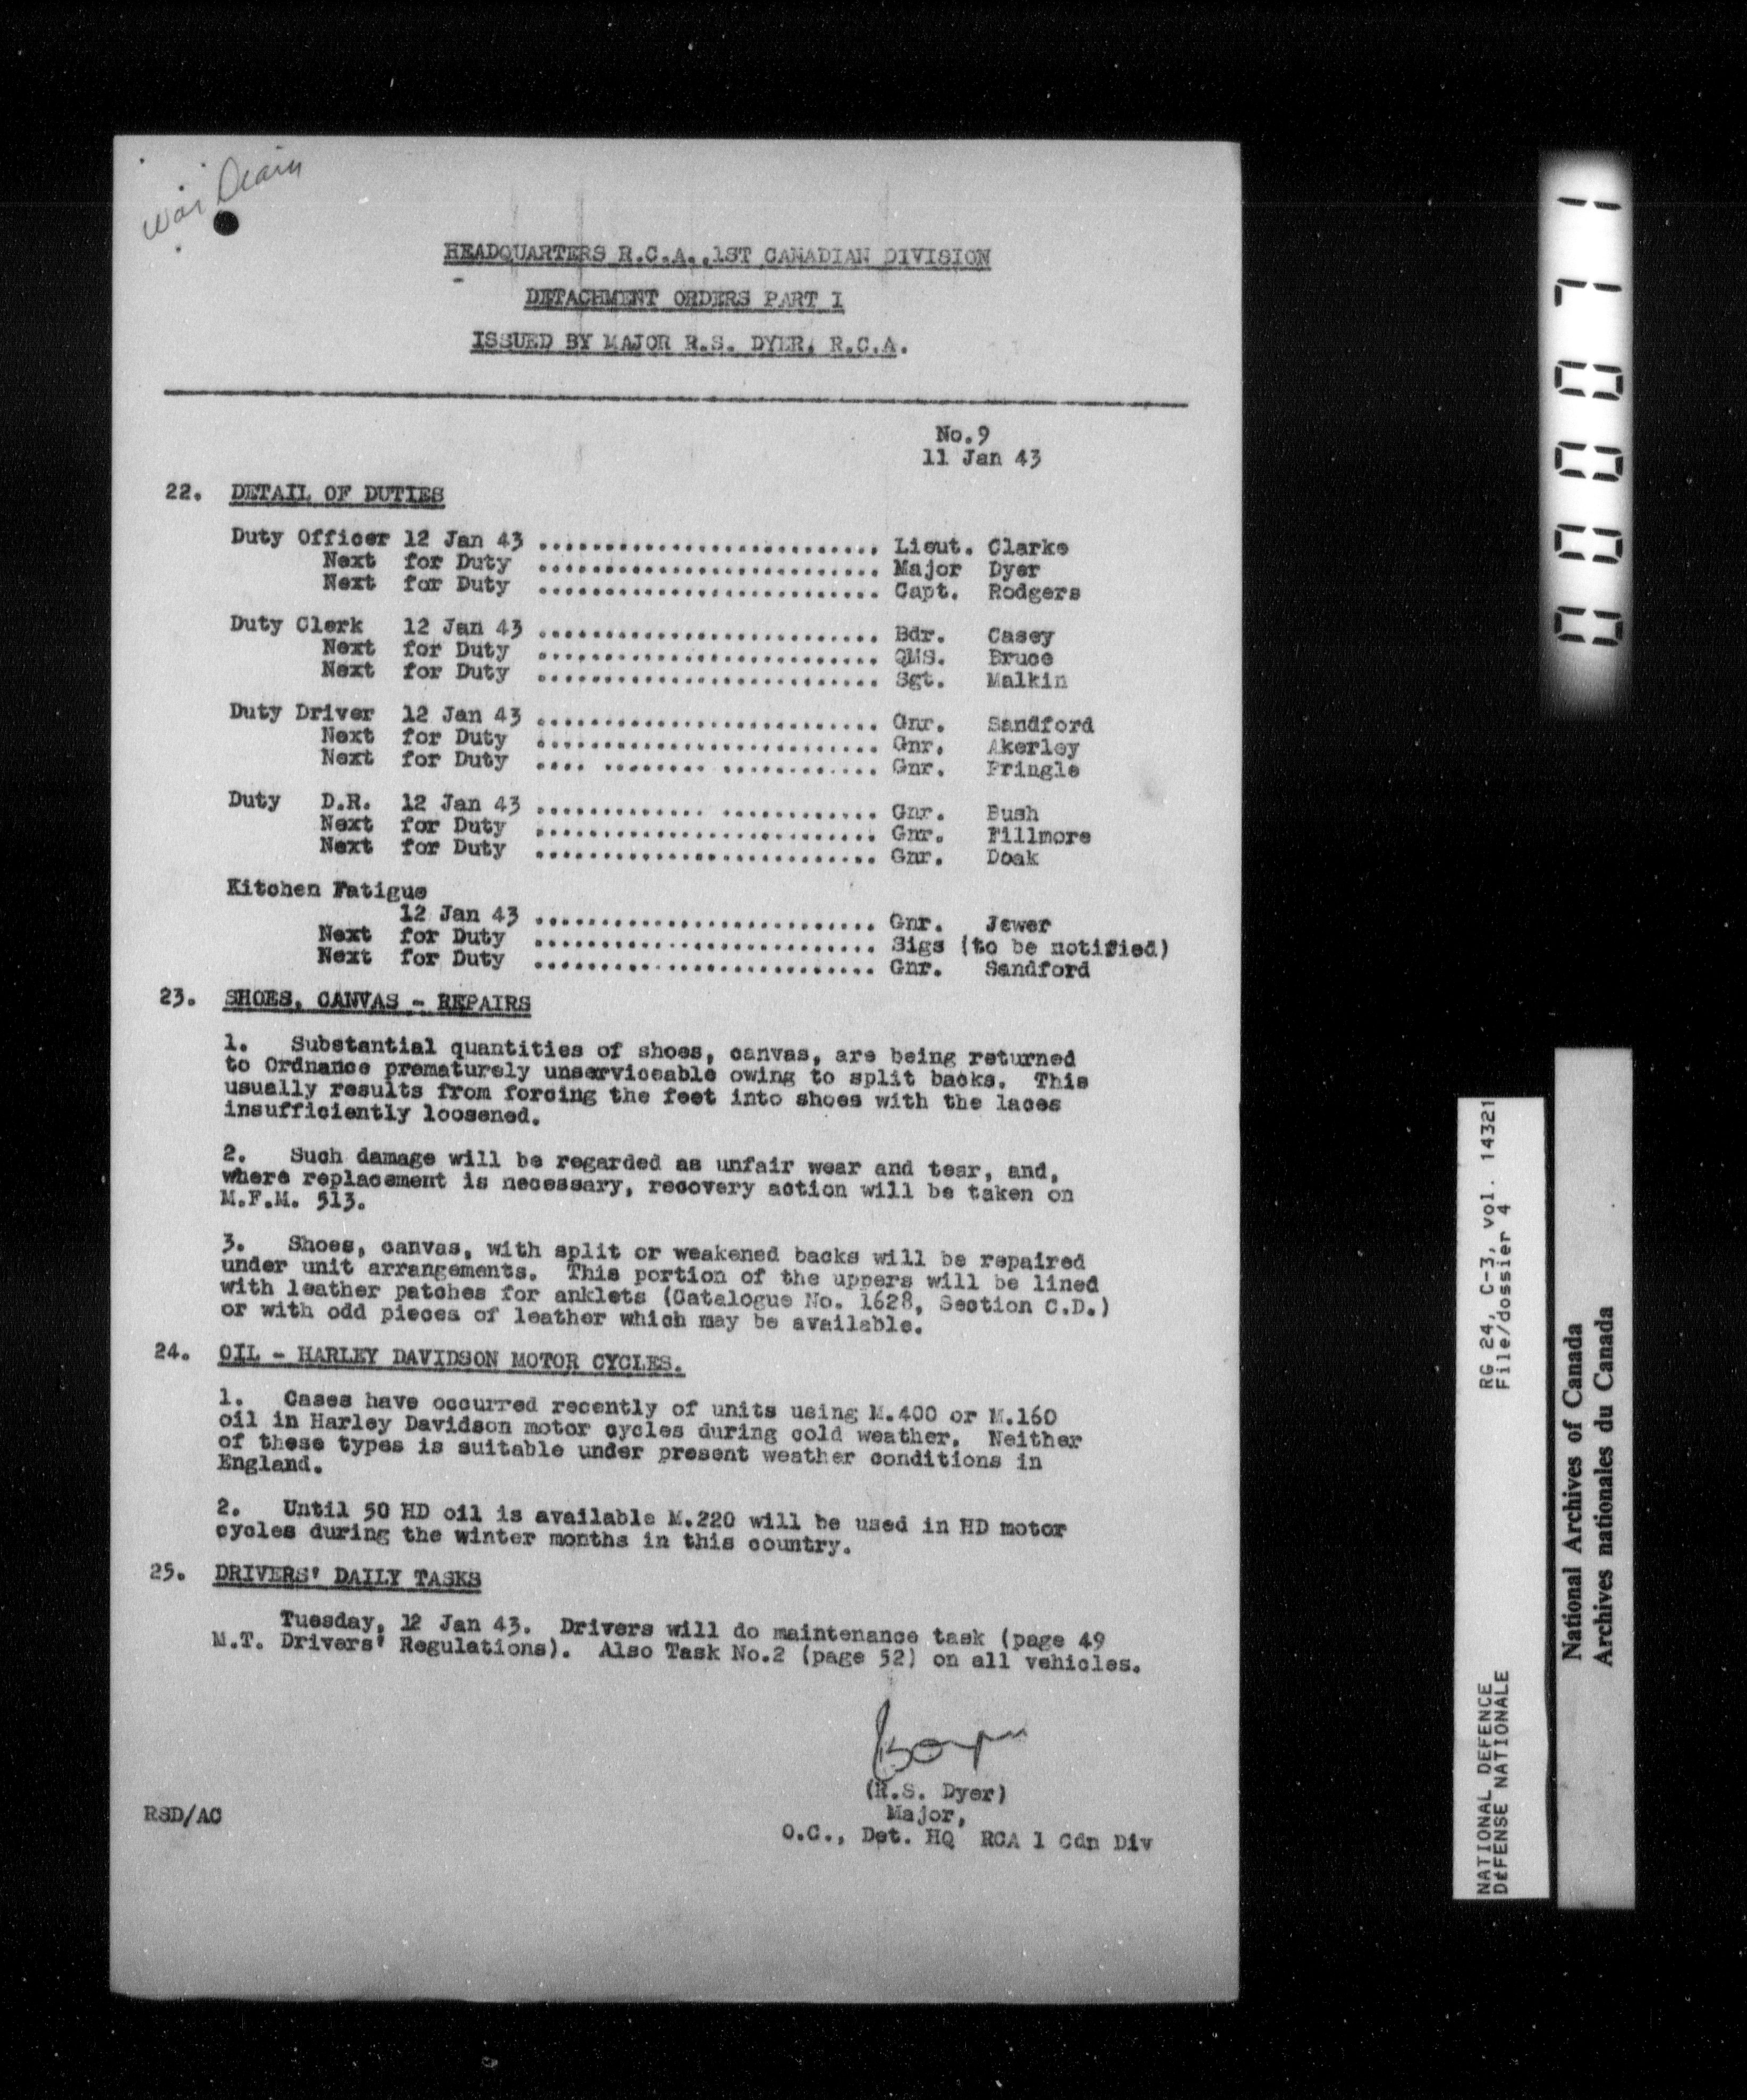 War Diary
HEADQUARTERS R.C.A.,1ST CANADIAN DIVISION
DETACHMENT ORDERS PART I
ISSUED BY MAJOR R.S. DYER, R.C.A.
No.9
11 Jan 43
22. DETAIL OF DUTIES
Duty Officer 12 Jan 43 .......................... Lieut. Clarke
Next for Duty .......................... Major Dyer
Next for Duty .......................... Capt. Rodgers
Duty Clerk 12 Jan 43 .......................... Bdr. Casey
Next for Duty .......................... QMS. Bruce
Next for Duty .......................... Sgt. Malkin
Duty Driver 12 Jan 43 .......................... Gnr. Sandford
Next for Duty .......................... Gnr. Akerley
Next for Duty .... ........ ............ Gnr. Pringle
Duty D.R. 12 Jan 43 ............. ............ Gnr. Bush
Next for Duty .......................... Gnr. Fillmore
Next for Duty .......................... Gnr. Doak
Kitchen Fatigue
12 Jan 43 .......................... Gnr. Jewer
Next for Duty .......................... Sigs (to be notified)
Next for Duty .......................... Gnr. Sandford
23. SHOES, CANVAS - REPAIRS
1. Substantial quantities of shoes, canvas, are being returned
to Ordnance prematurely unserviceable owing to split backs. This
usually results from forcing the feet into shoes with the laces
insufficiently loosened.
2. Such damage will be regarded as unfair wear and tear, and,
where replacement is necessary, recovery action will be taken on
M.F.M. 513.
3. Shoes, canvas, with split or weakened backs will be repaired
under unit arrangements. This portion of the uppers will be lined
with leather patches for anklets (Catalogue No. 1628, Section C.D.)
or with odd pieces of leather which may be available.
24. OIL - HARLEY DAVIDSON MOTOR CYCLES.
1. Cases have occurred recently of units using M.400 or M.160
oil in Harley Davidson motor cycles during cold weather. Neither
of these types is suitable under present weather conditions in
England.
2. Until 50 HD oil is available M.220 will be used in HD motor
cycles during the winter months in this country.
25. DRIVERS' DAILY TASKS
Tuesday, 12 Jan 43. Drivers will do maintenance task (page 49
M.T. Drivers' Regulations). Also Task No.2 (page 52) on all vehicles.
(R.S. Dyer)
Major,
RSD/AC
O.C., Det. HQ RCA 1 Cdn Div
00007 1
NATIONAL DEFENCE RG 24, C-3, vol. 14321
DéFENSE NATIONALE File/dossier 4
National Archives of Canada
Archives nationales du Canada